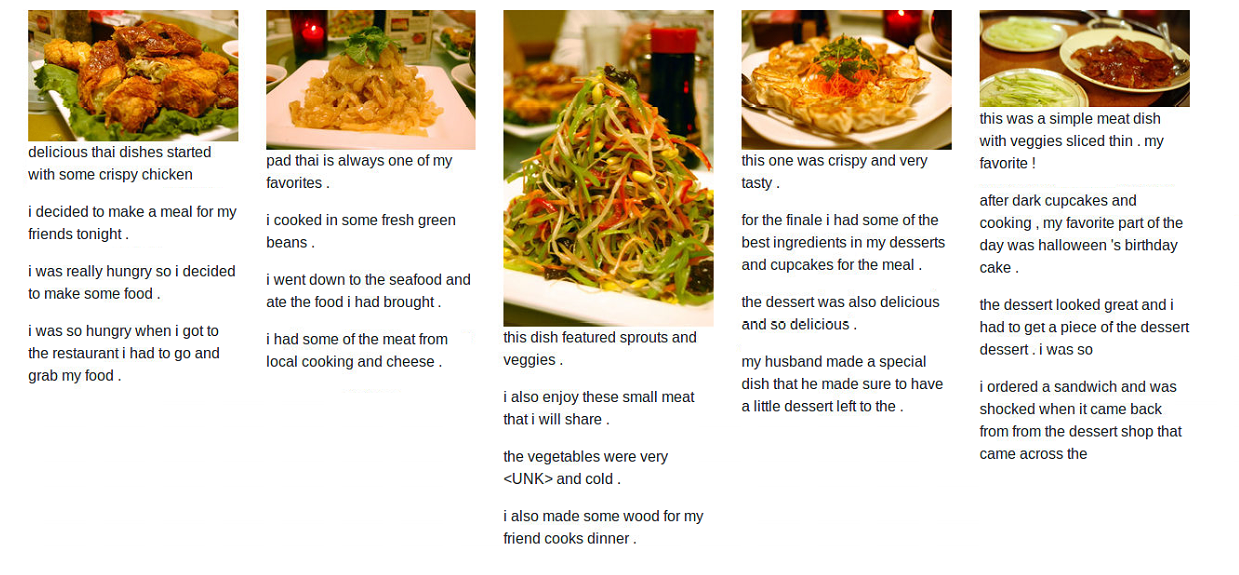 delicious thai dishes started
with some crispy chicken
i decided to make a meal for my
friends tonight .
i was really hungry so i decided
to make some food .
i was so hungry when i got to
the restaurant i had to go and
grab my food .
pad thai is always one of my
favorites .
i cooked in some fresh green
beans .
i went down to the seafood and
ate the food i had brought .
i had some of the meat from
local cooking and cheese .
this dish featured sprouts and
veggies .
i also enjoy these small meat
that i will share .
the vegetables were very
<UNK> and cold .
i also made some wood for my
friend cooks dinner .
this one was crispy and very
tasty .
for the finale i had some of the
best ingredients in my desserts
and cupcakes for the meal .
the dessert was also delicious
and so delicious .
my husband made a special
dish that he made sure to have
a little dessert left to the .
this was a simple meat dish
with veggies sliced thin . my
favorite !
after dark cupcakes and
cooking , my favorite part of the
day was halloween 's birthday
cake .
the dessert looked great and i
had to get a piece of the dessert
dessert . i was so
i ordered a sandwich and was
shocked when it came back
from from the dessert shop that
came across the